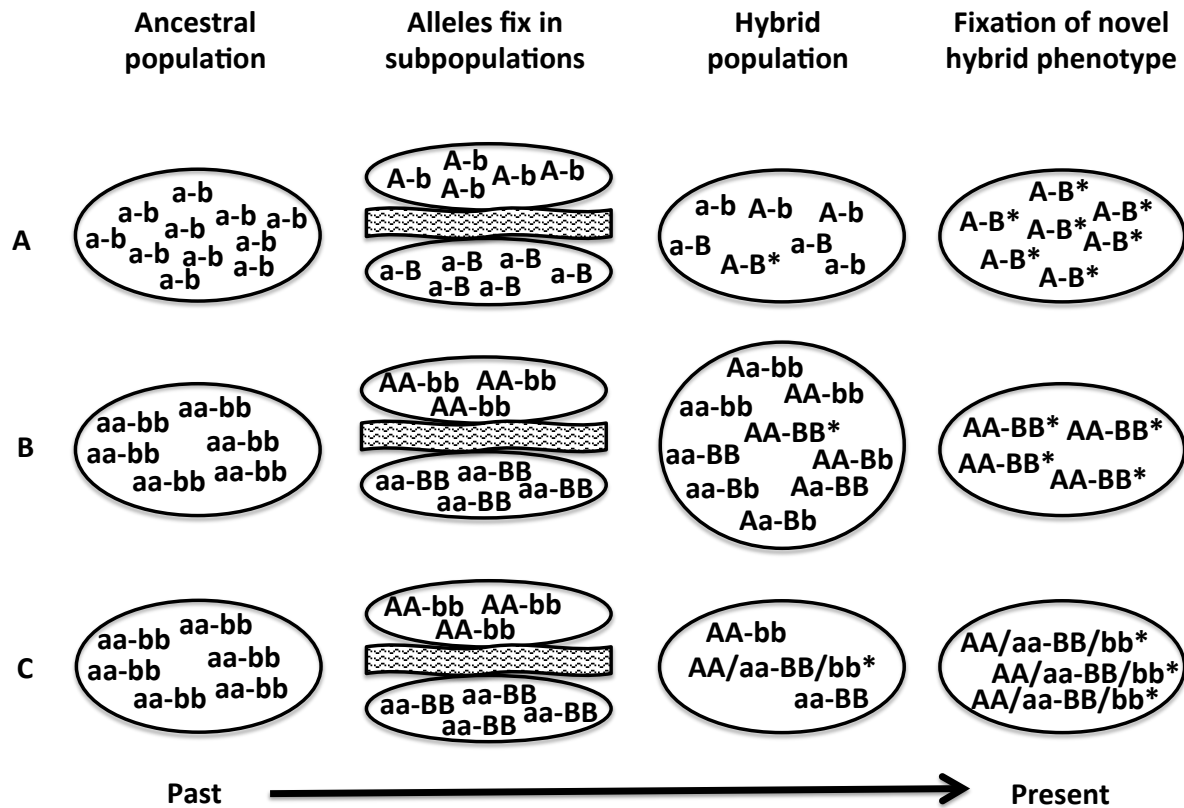 Ancestral population
Alleles fix in subpopulations
Hybrid population
Fixation of novel hybrid phenotype
A
a-b
a-b a-b a-b
a-b a-b
a-b a-b
a-b a-b
a-b
A-b
A-b A-b A-b
A-b
a-B a-B a-B a-B
a-B a-B
a-b A-b A-b
a-B a-B
A-B* a-b
A-B*
A-B* A-B*
A-B* A-B*
A-B*
A-B*
B
aa-bb
aa-bb
aa-bb
aa-bb
aa-bb
aa-bb
AA-bb AA-bb
AA-bb
aa-BB aa-BB aa-BB
aa-BB
Aa-bb
AA-bb
aa-bb
AA-BB*
aa-BB
AA-Bb
aa-Bb Aa-BB
Aa-Bb
AA-BB* AA-BB*
AA-BB*
AA-BB*
C
aa-bb
aa-bb
aa-bb
aa-bb
aa-bb
aa-bb
AA-bb AA-bb
AA-bb
aa-BB aa-BB aa-BB
aa-BB
AA-bb
AA/aa-BB/bb*
aa-BB
AA/aa-BB/bb*
AA/aa-BB/bb*
AA/aa-BB/bb*
Past Present